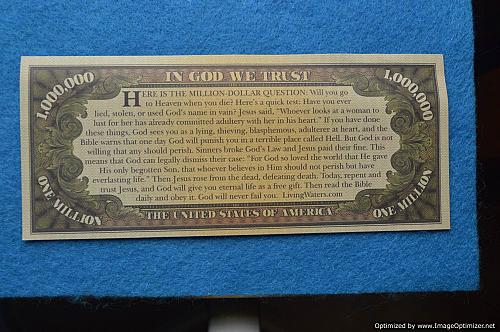 1,000,000
IN GOD WE TRUST
1,000,000
HERE IS THE MILLION-DOLLAR QUESTION: Will you go
to Heaven when you die? Here's a quick test: Have you ever
lied, stolen, or used God's name in vain? Jesus said, "Whoever looks at a woman to
lust for her has already committed adultery with her in his heart." If you have done
these things, God sees you as a lying, thieving, blasphemous, adulterer at heart, and the
Bible warns that one day God will punish you in a terrible place called Hell. But God is not
willing that any should perish. Sinners broke God's Law and Jesus paid their fine. This
means that God can legally dismiss their case: "For God so loved the world that He gave
His only begotten Son, that whoever believes in Him should not perish but have
everlasting life." Then Jesus rose from the dead, defeating death. Today, repent and
trust Jesus, and God will give you eternal life as a free gift. Then read the Bible
daily and obey it. God will never fail you. LivingWaters.com
ONE MILLION
THE UNITED STATES OF AMERICA
ONE MILLION
Optimized by www.ImageOptimizer.net